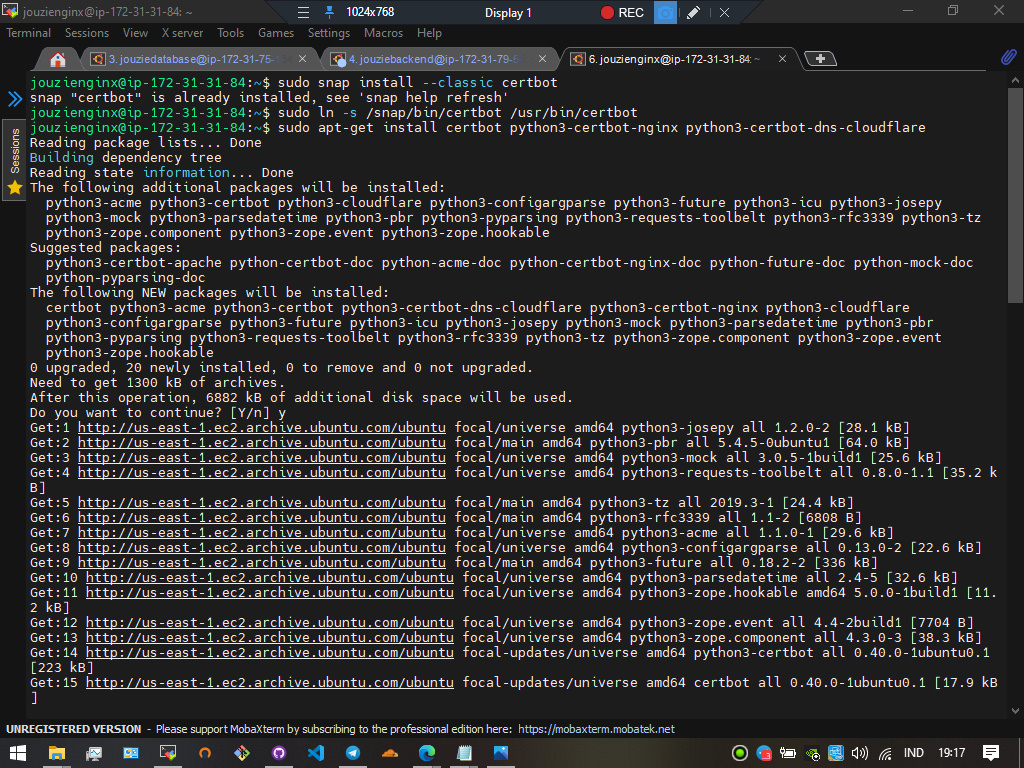 jouzienginx@ip-172-31-31-84: ~
1024x768
Display 1
REC
Terminal Sessions View X server Tools Games Settings Macros Help
3. jouziedatabase@ip-172-31-75-
4. jouziebackend@ip-172-31-79-8
6. jouzienginx@ip-172-31-31-84: ~
Sessions
jouzienginx@ip-172-31-31-84:~$ sudo snap install --classic certbot
snap "certbot" is already installed, see 'snap help refresh'
jouzienginx@ip-172-31-31-84:~$ sudo ln -s /snap/bin/certbot /usr/bin/certbot
jouzienginx@ip-172-31-31-84:~$ sudo apt-get install certbot python3-certbot-nginx python3-certbot-dns-cloudflare
Reading package lists... Done
Building dependency tree
Reading state information... Done
The following additional packages will be installed:
python3-acme python3-certbot python3-cloudflare python3-configargparse python3-future python3-icu python3-josepy
python3-mock python3-parsedatetime python3-pbr python3-pyparsing python3-requests-toolbelt python3-rfc3339 python3-tz
python3-zope.component python3-zope.event python3-zope.hookable
Suggested packages:
python3-certbot-apache python-certbot-doc python-acme-doc python-certbot-nginx-doc python-future-doc python-mock-doc
python-pyparsing-doc
The following NEW packages will be installed:
certbot python3-acme python3-certbot python3-certbot-dns-cloudflare python3-certbot-nginx python3-cloudflare
python3-configargparse python3-future python3-icu python3-josepy python3-mock python3-parsedatetime python3-pbr
python3-pyparsing python3-requests-toolbelt python3-rfc3339 python3-tz python3-zope.component python3-zope.event
python3-zope.hookable
0 upgraded, 20 newly installed, 0 to remove and 0 not upgraded.
Need to get 1300 kB of archives.
After this operation, 6882 kB of additional disk space will be used.
Do you want to continue? [Y/n] y
Get:1 http://us-east-1.ec2.archive.ubuntu.com/ubuntu focal/universe amd64 python3-josepy all 1.2.0-2 [28.1 kB]
Get:2 http://us-east-1.ec2.archive.ubuntu.com/ubuntu focal/main amd64 python3-pbr all 5.4.5-0ubuntu1 [64.0 kB]
Get:3 http://us-east-1.ec2.archive.ubuntu.com/ubuntu focal/main amd64 python3-mock all 3.0.5-1build1 [25.6 kB]
Get:4 http://us-east-1.ec2.archive.ubuntu.com/ubuntu focal/universe amd64 python3-requests-toolbelt all 0.8.0-1.1 [35.2 k
B]
Get:5 http://us-east-1.ec2.archive.ubuntu.com/ubuntu focal/main amd64 python3-tz all 2019.3-1 [24.4 kB]
Get:6 http://us-east-1.ec2.archive.ubuntu.com/ubuntu focal/main amd64 python3-rfc3339 all 1.1-2 [6808 B]
Get:7 http://us-east-1.ec2.archive.ubuntu.com/ubuntu focal/universe amd64 python3-acme all 1.1.0-1 [29.6 kB]
Get:8 http://us-east-1.ec2.archive.ubuntu.com/ubuntu focal/universe amd64 python3-configargparse all 0.13.0-2 [22.6 kB]
Get:9 http://us-east-1.ec2.archive.ubuntu.com/ubuntu focal/main amd64 python3-future all 0.18.2-2 [336 kB]
Get:10 http://us-east-1.ec2.archive.ubuntu.com/ubuntu focal/universe amd64 python3-parsedatetime all 2.4-5 [32.6 kB]
Get:11 http://us-east-1.ec2.archive.ubuntu.com/ubuntu focal/universe amd64 python3-zope.hookable amd64 5.0.0-1build1 [11.
2 kB]
Get:12 http://us-east-1.ec2.archive.ubuntu.com/ubuntu focal/universe amd64 python3-zope.event all 4.4-2build1 [7704 B]
Get:13 http://us-east-1.ec2.archive.ubuntu.com/ubuntu focal/universe amd64 python3-zope.component all 4.3.0-3 [38.3 kB]
Get:14 http://us-east-1.ec2.archive.ubuntu.com/ubuntu focal-updates/universe amd64 python3-certbot all 0.40.0-1ubuntu0.1
[223 kB]
Get:15 http://us-east-1.ec2.archive.ubuntu.com/ubuntu focal-updates/universe amd64 certbot all 0.40.0-1ubuntu0.1 [17.9 kB
]
UNREGISTERED VERSION - Please support MobaXterm by subscribing to the professional edition here: https://mobaxterm.mobatek.net
IND 19:17